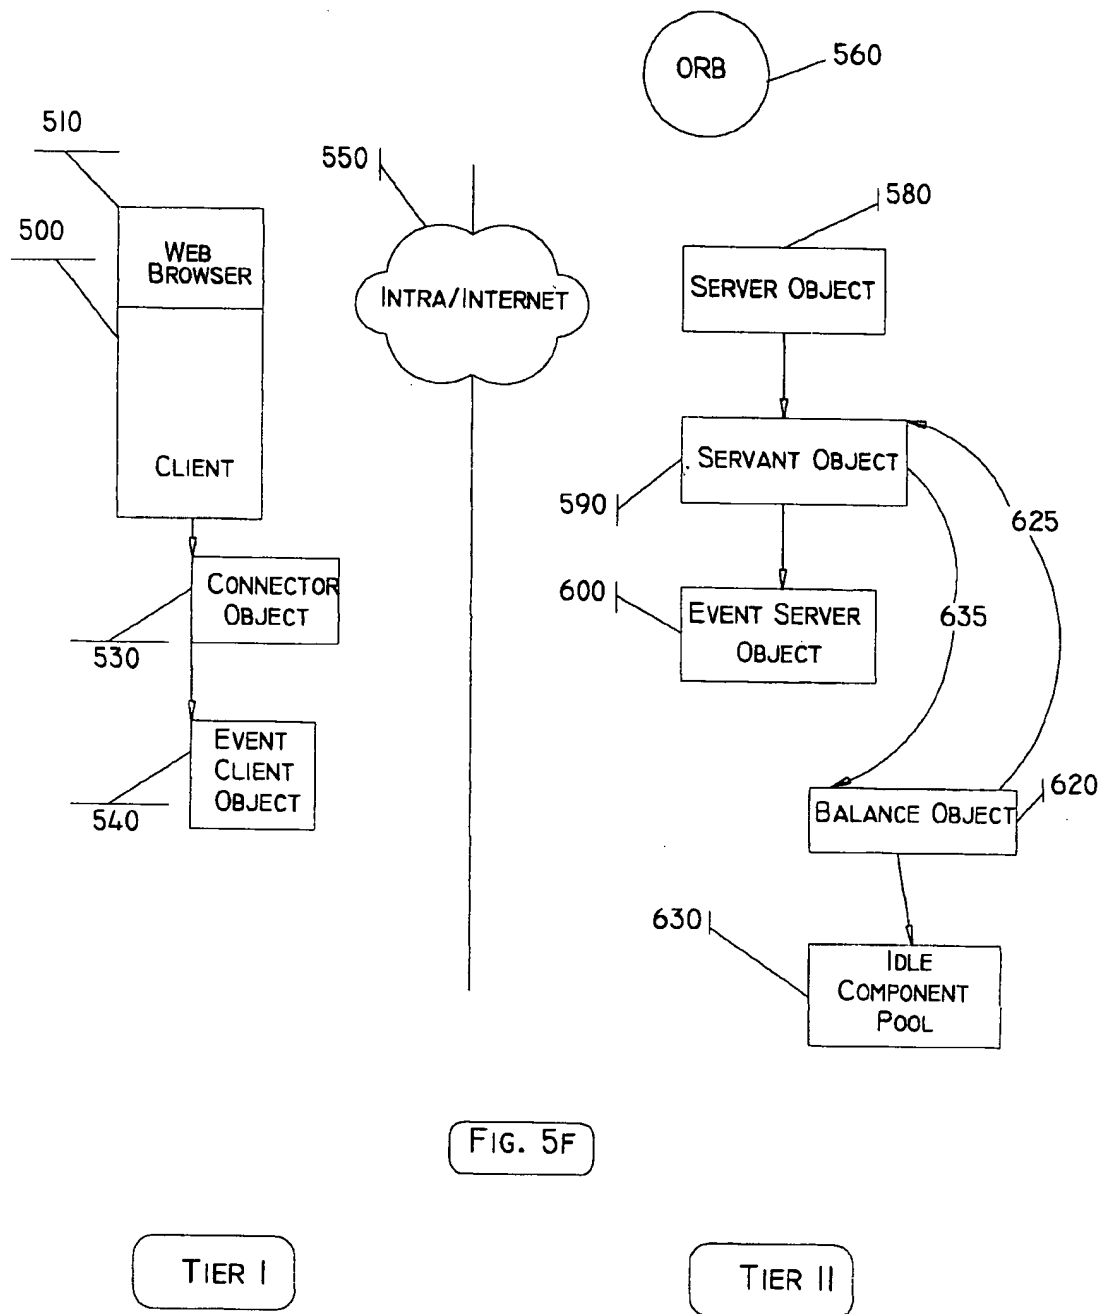 ORB
560
510
550
500
580
WEB
BROWSER
INTRA/INTERNET
SERVER OBJECT
CLIENT
SERVANT OBJECT
590
625
CONNECTOR
OBJECT
600
EVENT SERVER
OBJECT
635
530
EVENT
CLIENT
OBJECT
540
620
BALANCE OBJECT
630
IDLE
COMPONENT
POOL
FIG. 5F
TIER I
TIER II